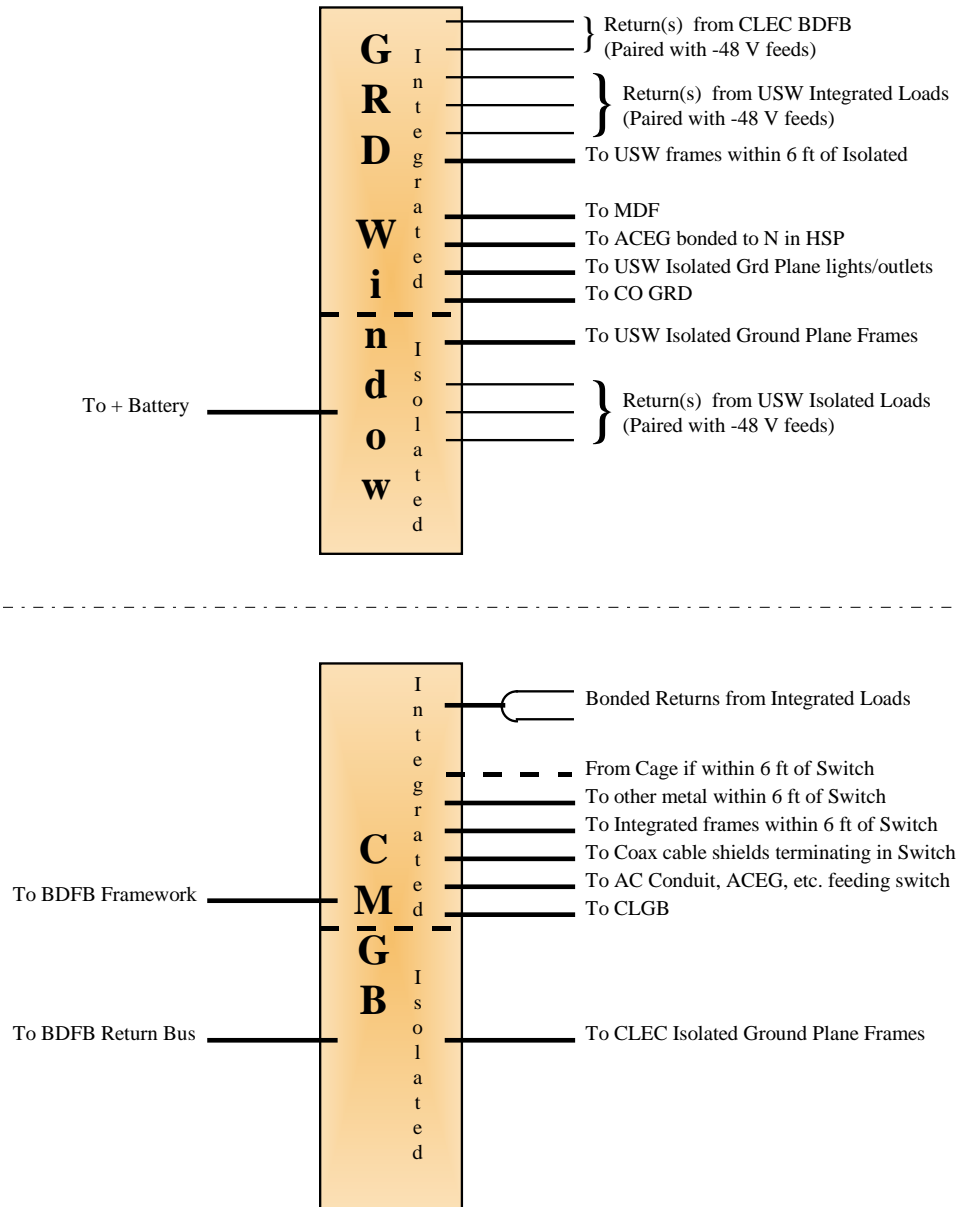 GRD Window
Integrated
Return(s) from CLEC BDFB
(Paired with -48 V feeds)
Return(s) from USW Integrated Loads
(Paired with -48 V feeds)
To USW frames within 6 ft of Isolated
To MDF
To ACEG bonded to N in HSP
To USW Isolated Grd Plane lights/outlets
To CO GRD
Isolated
To USW Isolated Ground Plane Frames
To + Battery
Return(s) from USW Isolated Loads
(Paired with -48 V feeds)
CMGB
Integrated
Bonded Returns from Integrated Loads
From Cage if within 6 ft of Switch
To other metal within 6 ft of Switch
To Integrated frames within 6 ft of Switch
To Coax cable shields terminating in Switch
To AC Conduit, ACEG, etc. feeding switch
To BDFB Framework
To CLGB
Isolated
To BDFB Return Bus
To CLEC Isolated Ground Plane Frames